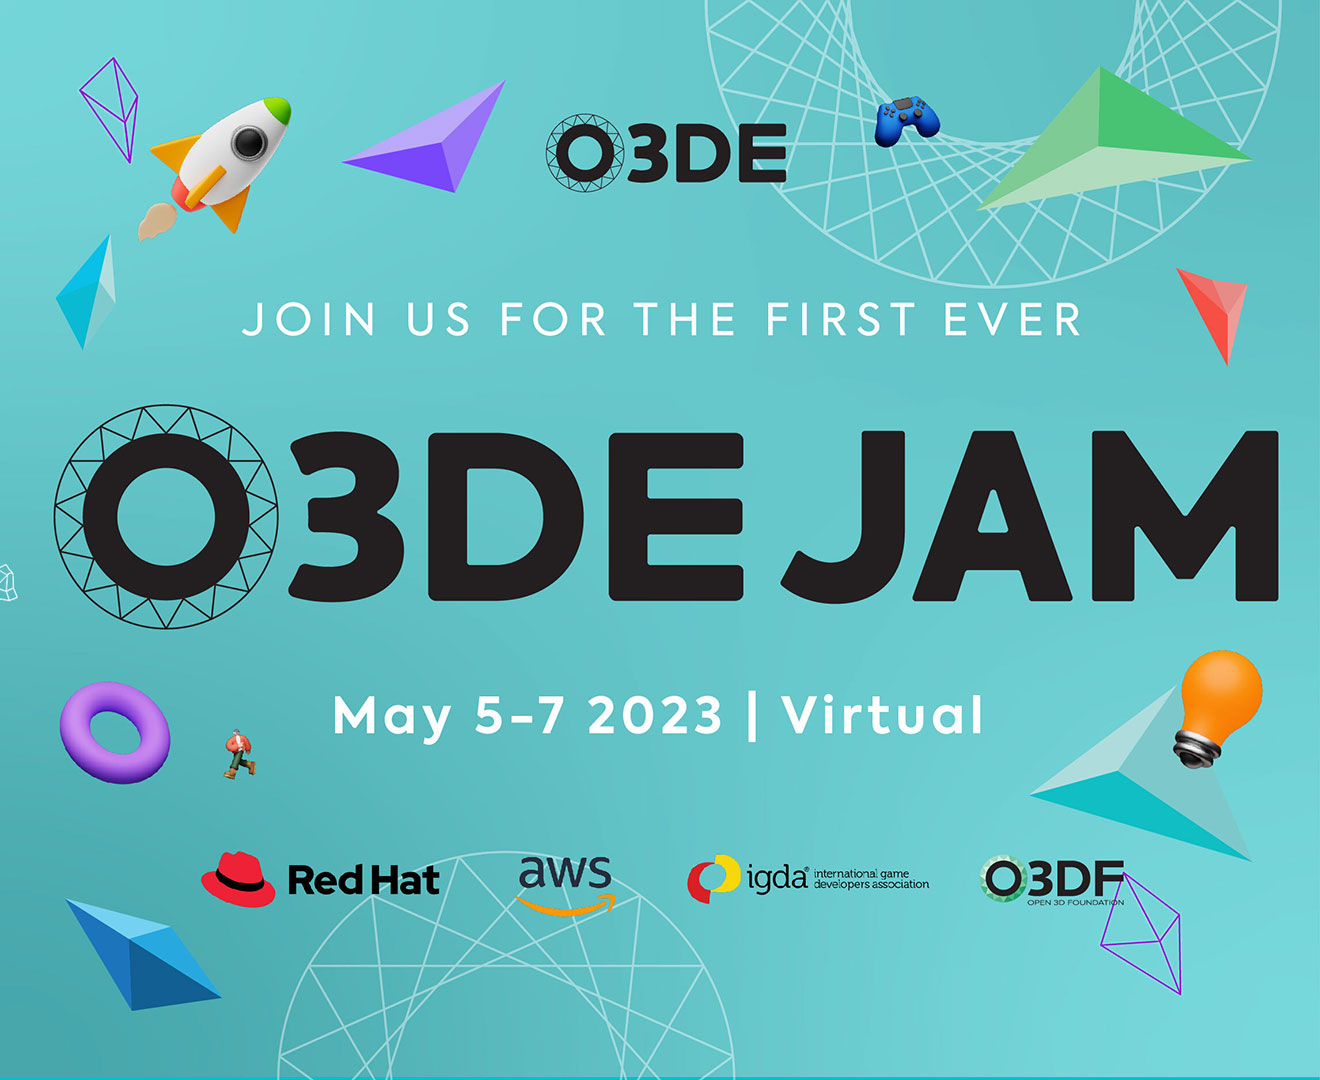 O3DE
JOIN US FOR THE FIRST EVER
O3DE JAM
May 5-7 2023 | Virtual
Red Hat
aws
igda® international game
developers association
O3DF
OPEN 3D FOUNDATION